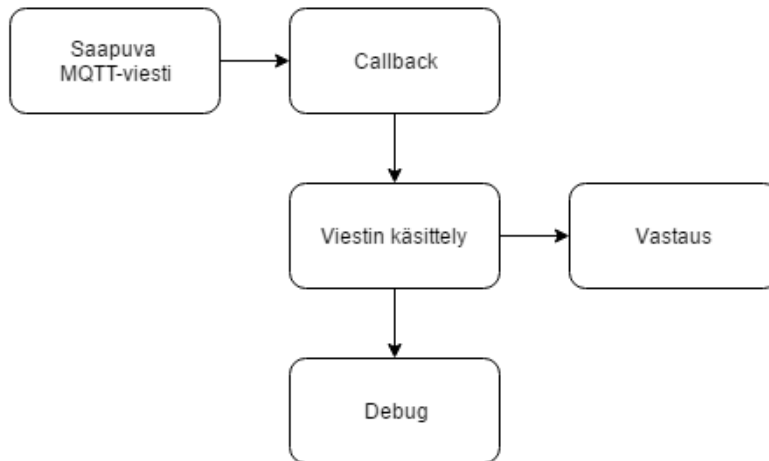 Saapuva
MQTT-viesti
Callback
Viestin käsittely
Vastaus
Debug